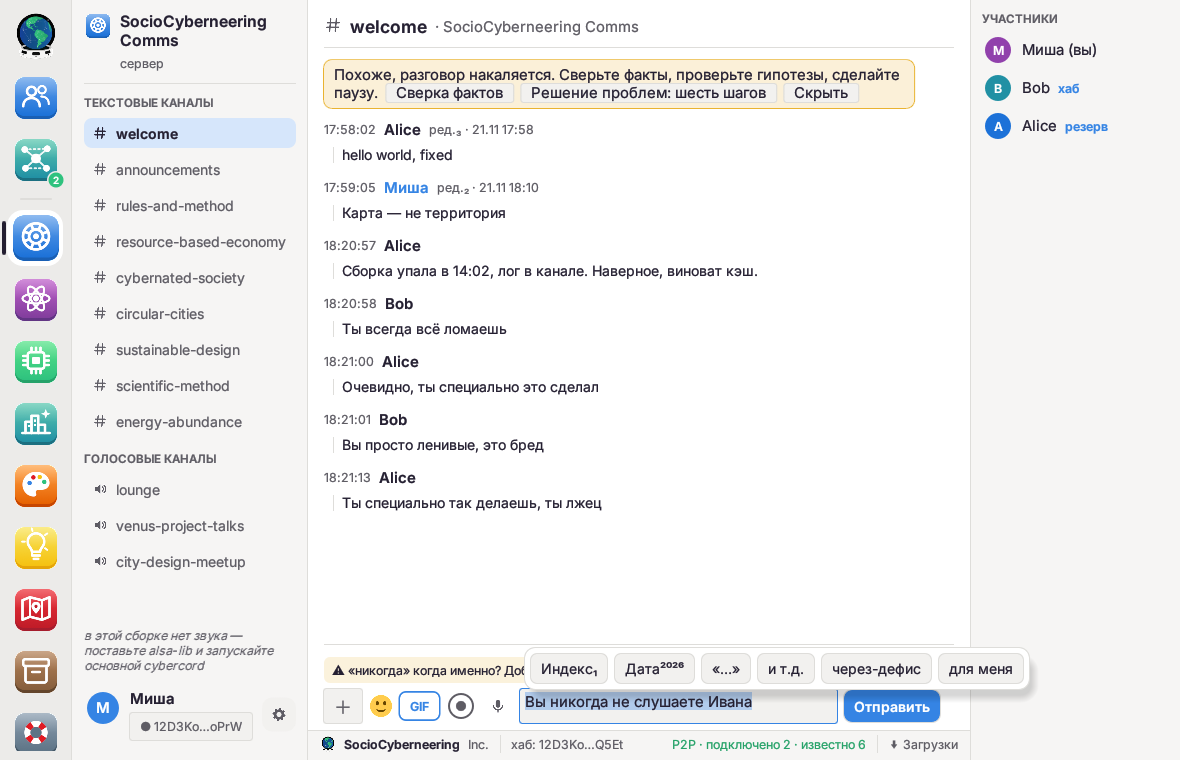 SocioCyberneering
Comms
сервер
ТЕКСТОВЫЕ КАНАЛЫ
# welcome
# announcements
# rules-and-method
# resource-based-economy
# cybernated-society
# circular-cities
# sustainable-design
# scientific-method
# energy-abundance
ГОЛОСОВЫЕ КАНАЛЫ
lounge
venus-project-talks
city-design-meetup
в этой сборке нет звука —
поставьте alsa-lib и запускайте
основной cybercord
М Миша
12D3Ko…oPrW
2
# welcome · SocioCyberneering Comms
Похоже, разговор накаляется. Сверьте факты, проверьте гипотезы, сделайте
паузу. Сверка фактов Решение проблем: шесть шагов Скрыть
17:58:02 Alice ред.₃ · 21.11 17:58
hello world, fixed
17:59:05 Миша ред.₂ · 21.11 18:10
Карта — не территория
18:20:57 Alice
Сборка упала в 14:02, лог в канале. Наверное, виноват кэш.
18:20:58 Bob
Ты всегда всё ломаешь
18:21:00 Alice
Очевидно, ты специально это сделал
18:21:01 Bob
Вы просто ленивые, это бред
18:21:13 Alice
Ты специально так делаешь, ты лжец
⚠ «никогда» когда именно? Доб
Индекс₁ Дата²⁰²⁶ «…» и т.д. через-дефис для меня
GIF Вы никогда не слушаете Ивана Отправить
SocioCyberneering Inc. хаб: 12D3Ko…Q5Et P2P · подключено 2 · известно 6 Загрузки
УЧАСТНИКИ
М Миша (вы)
B Bob хаб
A Alice резерв